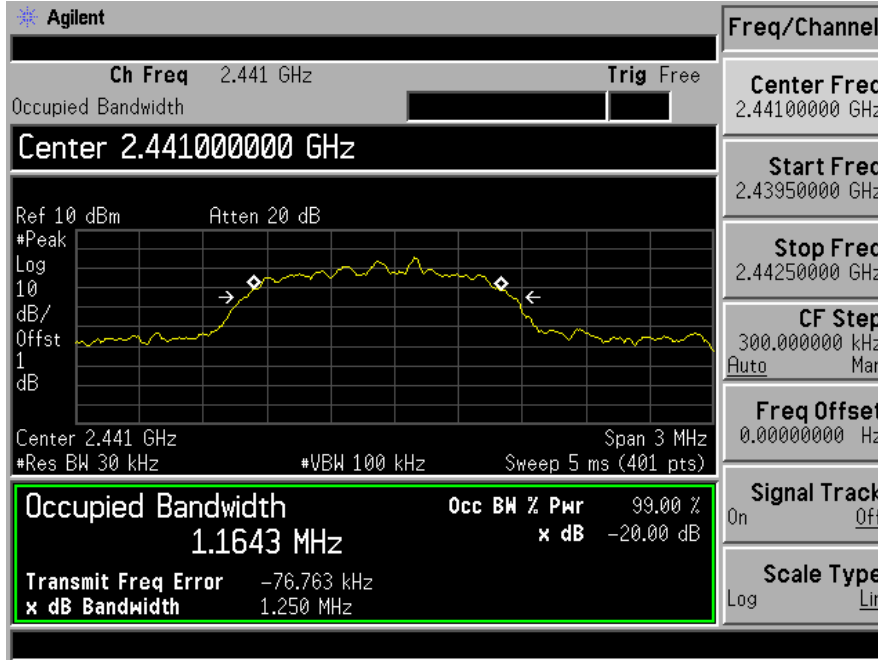 Agilent
Ch Freq 2.441 GHz Trig Free
Occupied Bandwidth
Center 2.441000000 GHz
Ref 10 dBm Atten 20 dB
#Peak
Log
10
dB/
Offst
1
dB
Center 2.441 GHz Span 3 MHz
#Res BW 30 kHz #VBW 100 kHz Sweep 5 ms (401 pts)
Occupied Bandwidth
1.1643 MHz
Occ BW % Pwr 99.00 %
x dB -20.00 dB
Transmit Freq Error -76.763 kHz
x dB Bandwidth 1.250 MHz
Freq/Channel
Center Freq
2.44100000 GHz
Start Freq
2.43950000 GHz
Stop Freq
2.44250000 GHz
CF Step
300.000000 kHz
Auto Man
Freq Offset
0.00000000 Hz
Signal Track
On Off
Scale Type
Log Lin